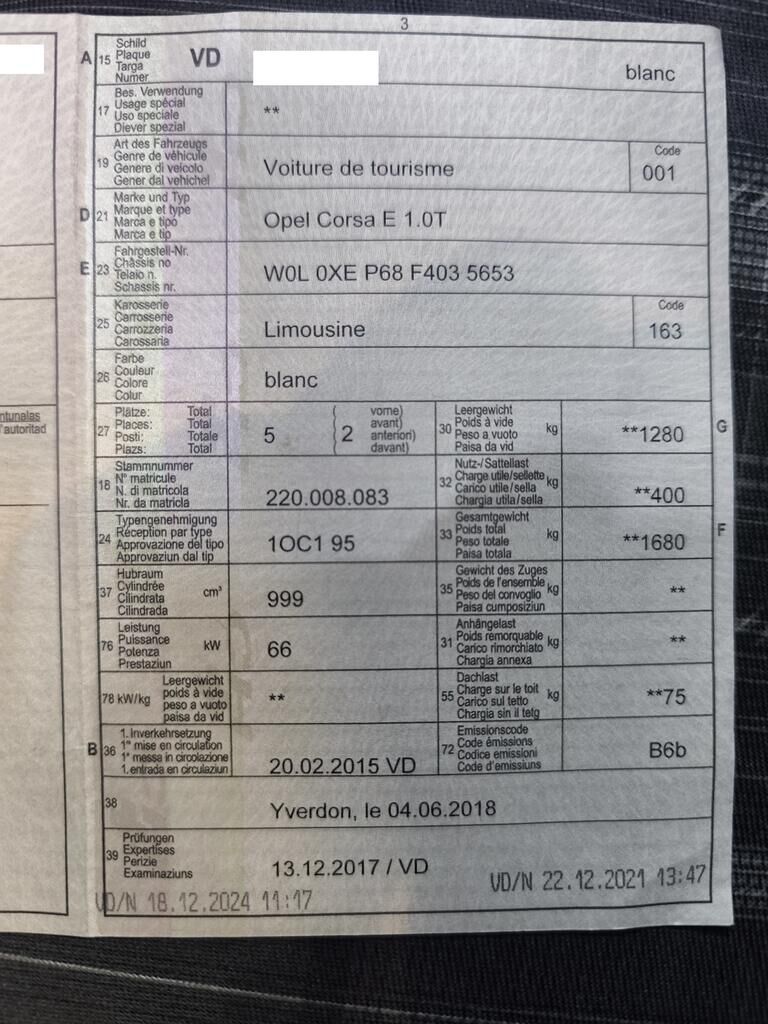 3
A 15 Schild
Plaque
Targa
Numer
VD
blanc
17 Bes. Verwendung
Usage spécial
Uso speciale
Diever spezial
**
19 Art des Fahrzeugs
Genre de véhicule
Genere di veicolo
Gener dal vehichel
Voiture de tourisme
Code
001
D 21 Marke und Typ
Marque et type
Marca e tipo
Marca e tip
Opel Corsa E 1.0T
E 23 Fahrgestell-Nr.
Châssis no
Telaio n.
Schassis nr.
W0L 0XE P68 F403 5653
25 Karosserie
Carrosserie
Carrozzeria
Carossaria
Limousine
Code
163
26 Farbe
Couleur
Colore
Colur
blanc
27 Plätze: Total
Places: Total
Posti: Totale
Plazs: Total
5
( 2 vorne)
( avant)
( anteriori)
( davant)
30 Leergewicht
Poids à vide
Peso a vuoto
Paisa da vid
kg
**1280
G
18 Stammnummer
N° matricule
N. di matricola
Nr. da matricla
220.008.083
32 Nutz-/Sattellast
Charge utile/sellette
Carico utile/sella
Chargia utila/sella
kg
**400
24 Typengenehmigung
Réception par type
Approvazione del tipo
Approvaziun dal tip
1OC1 95
33 Gesamtgewicht
Poids total
Peso totale
Paisa totala
kg
**1680
F
37 Hubraum
Cylindrée
Cilindrata
Cilindrada
cm³
999
35 Gewicht des Zuges
Poids de l'ensemble
Peso del convoglio
Paisa cumposiziun
kg
**
76 Leistung
Puissance
Potenza
Prestaziun
kW
66
31 Anhängelast
Poids remorquable
Carico rimorchiato
Chargia annexa
kg
**
78 kW/kg
Leergewicht
poids à vide
peso a vuoto
paisa da vid
**
55 Dachlast
Charge sur le toit
Carico sul tetto
Chargia sin il tetg
kg
**75
B 36 1. Inverkehrsetzung
1re mise en circulation
1a messa in circolazione
1. entrada en circulaziun
20.02.2015 VD
72 Emissionscode
Code émissions
Codice emissioni
Code d'emissiuns
B6b
38
Yverdon, le 04.06.2018
39 Prüfungen
Expertises
Perizie
Examinaziuns
13.12.2017 / VD
VD/N 22.12.2021 13:47
VD/N 18.12.2024 11:17
ntunalas
l'autoritad